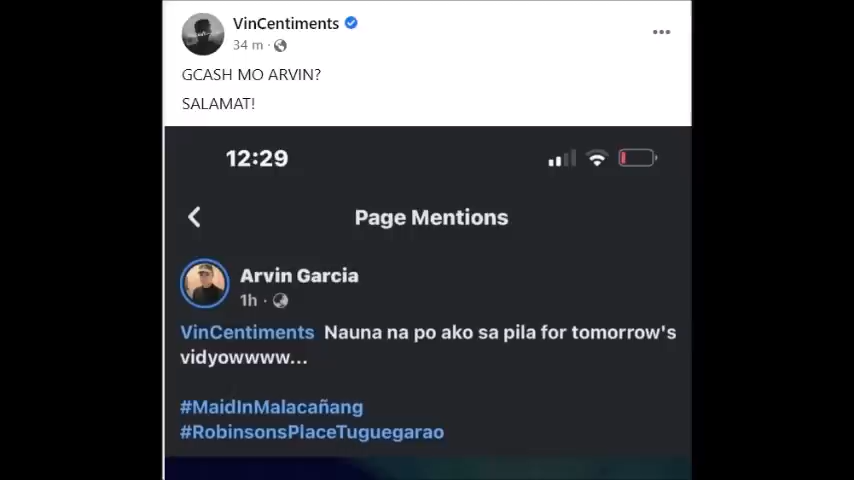 VinCentiments
34 m ·
GCASH MO ARVIN?
SALAMAT!
12:29
Page Mentions
Arvin Garcia
1h ·
VinCentiments Nauna na po ako sa pila for tomorrow's
vidyowwww...
#MaidInMalacañang
#RobinsonsPlaceTuguegarao